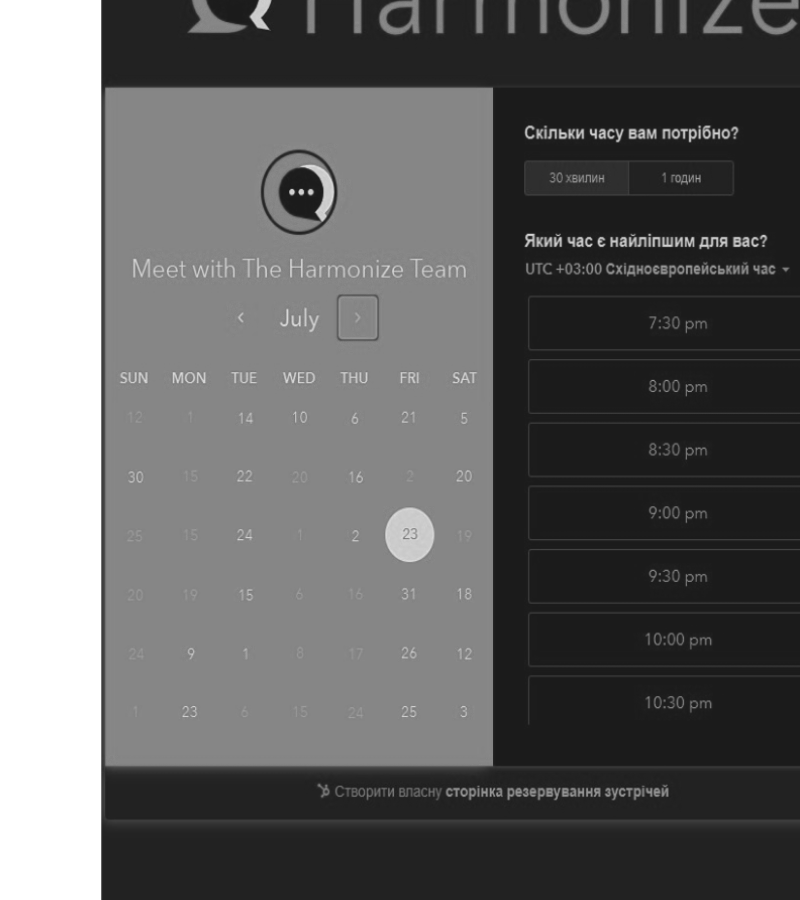 Harmonize
Meet with The Harmonize Team
July
SUN MON TUE WED THU FRI SAT
12 1 14 10 6 21 5
30 15 22 20 16 2 20
25 15 24 1 2 23 19
20 19 15 6 16 31 18
24 9 1 8 17 26 12
1 23 6 15 24 25 3
Скільки часу вам потрібно?
30 хвилин 1 годин
Який час є найліпшим для вас?
UTC +03:00 Східноєвропейський час
7:30 pm
8:00 pm
8:30 pm
9:00 pm
9:30 pm
10:00 pm
10:30 pm
Створити власну сторінка резервування зустрічей